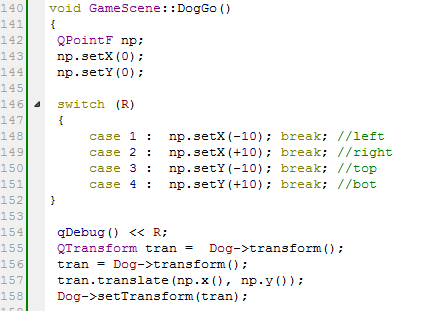 140 void GameScene::DogGo()
141 {
142 QPointF np;
143 np.setX(0);
144 np.setY(0);
145
146 switch (R)
147 {
148 case 1 : np.setX(-10); break; //left
149 case 2 : np.setX(+10); break; //right
150 case 3 : np.setY(-10); break; //top
151 case 4 : np.setY(+10); break; //bot
152 }
153
154 qDebug() << R;
155 QTransform tran = Dog->transform();
156 tran = Dog->transform();
157 tran.translate(np.x(), np.y());
158 Dog->setTransform(tran);